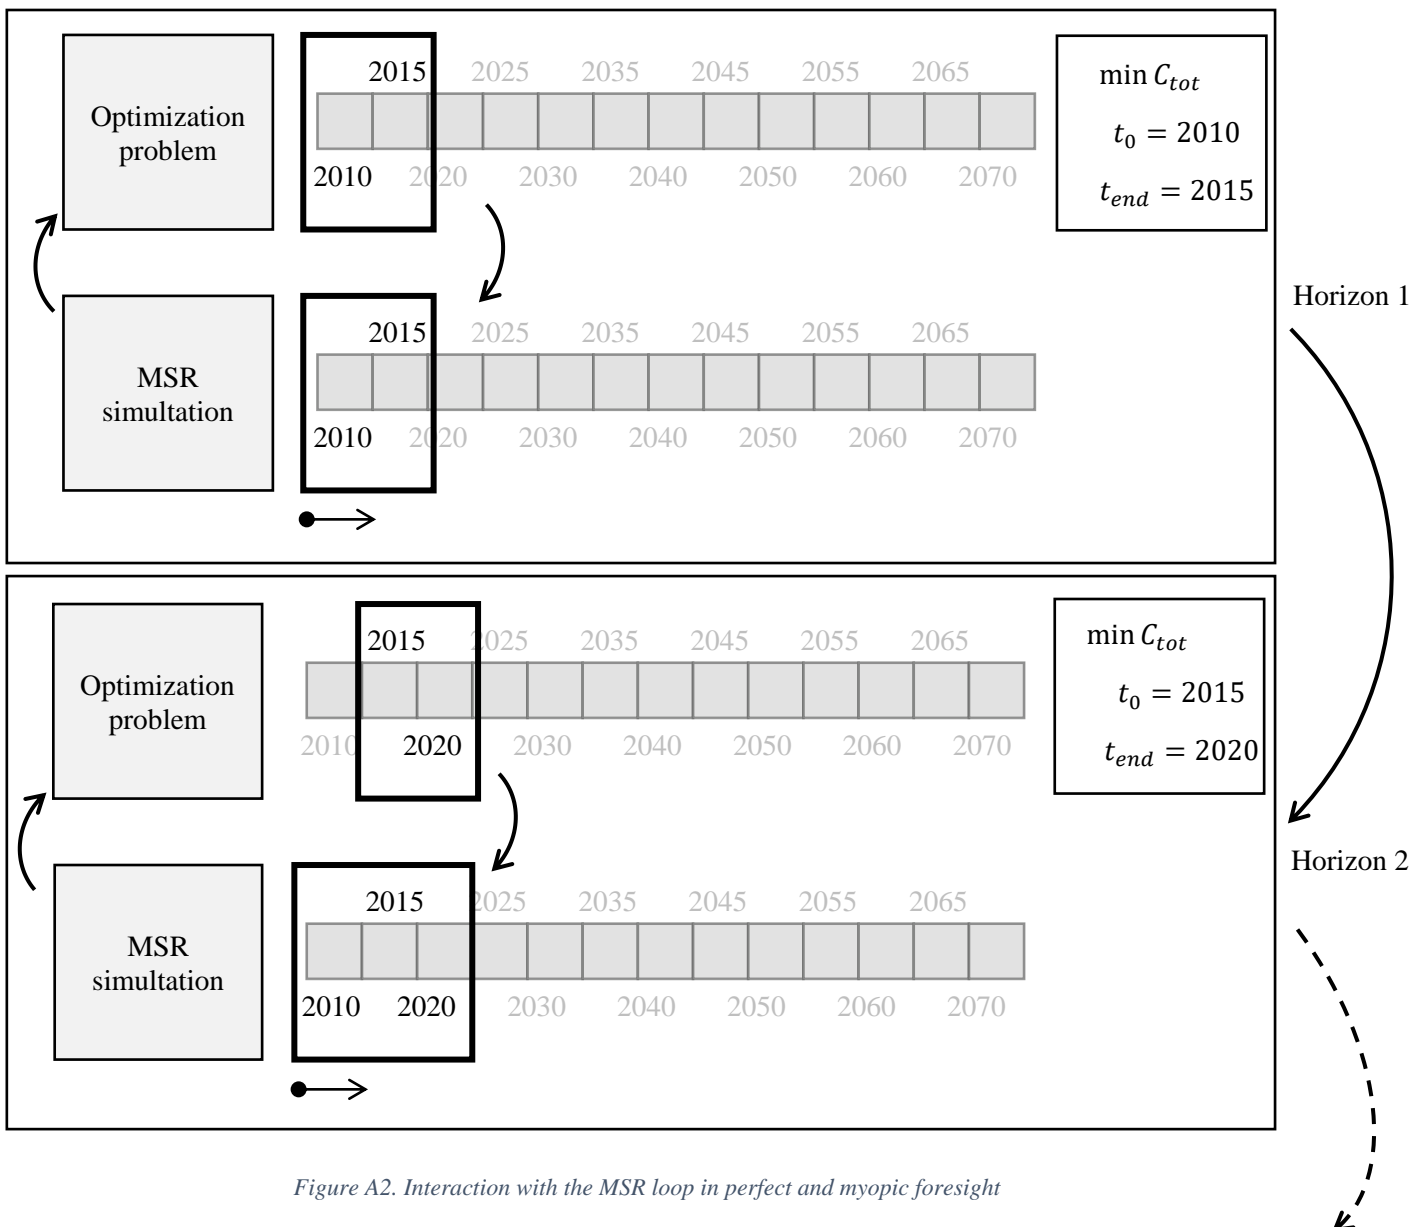 2015 2025 2035 2045 2055 2065
min C_tot
Optimization
problem
t_0 = 2010
2010 2020 2030 2040 2050 2060 2070
t_end = 2015
Horizon 1
2015 2025 2035 2045 2055 2065
MSR
simultation
2010 2020 2030 2040 2050 2060 2070
2015 2025 2035 2045 2055 2065
min C_tot
Optimization
problem
t_0 = 2015
2010 2020 2030 2040 2050 2060 2070
t_end = 2020
Horizon 2
2015 2025 2035 2045 2055 2065
MSR
simultation
2010 2020 2030 2040 2050 2060 2070
Figure A2. Interaction with the MSR loop in perfect and myopic foresight